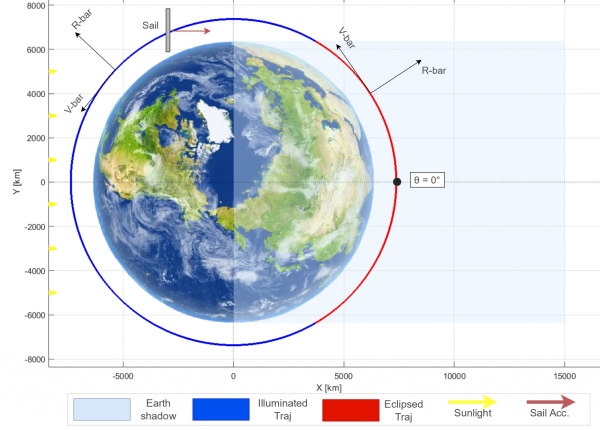 R-bar
Sail
V-bar
V-bar
R-bar
θ = 0°
8000
6000
4000
2000
0
-2000
-4000
-6000
-8000
Y [km]
-5000 0 5000 10000 15000
X [km]
Earth shadow
Illuminated Traj
Eclipsed Traj
Sunlight
Sail Acc.